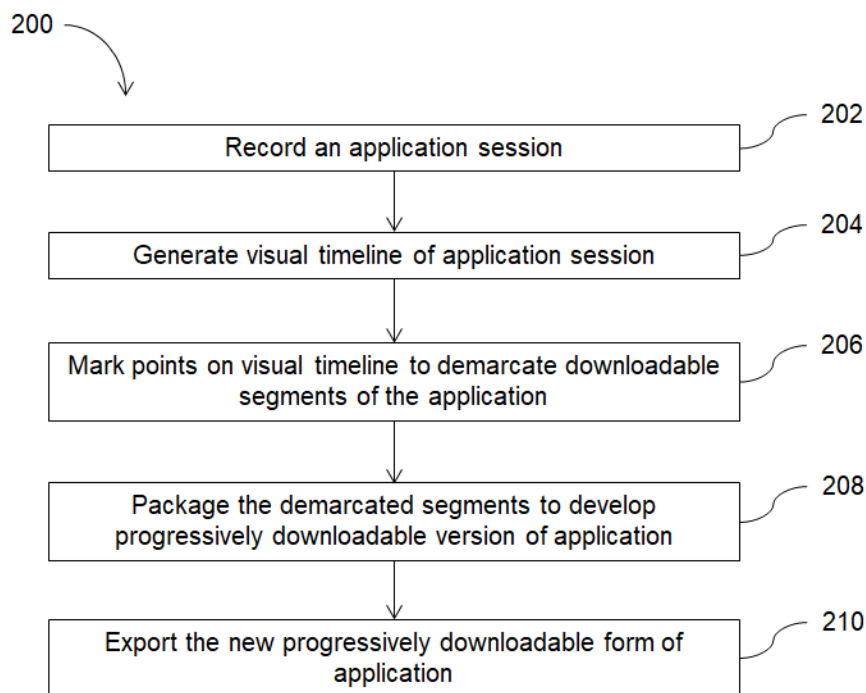 200
202
Record an application session
204
Generate visual timeline of application session
206
Mark points on visual timeline to demarcate downloadable
segments of the application
208
Package the demarcated segments to develop
progressively downloadable version of application
210
Export the new progressively downloadable form of
application